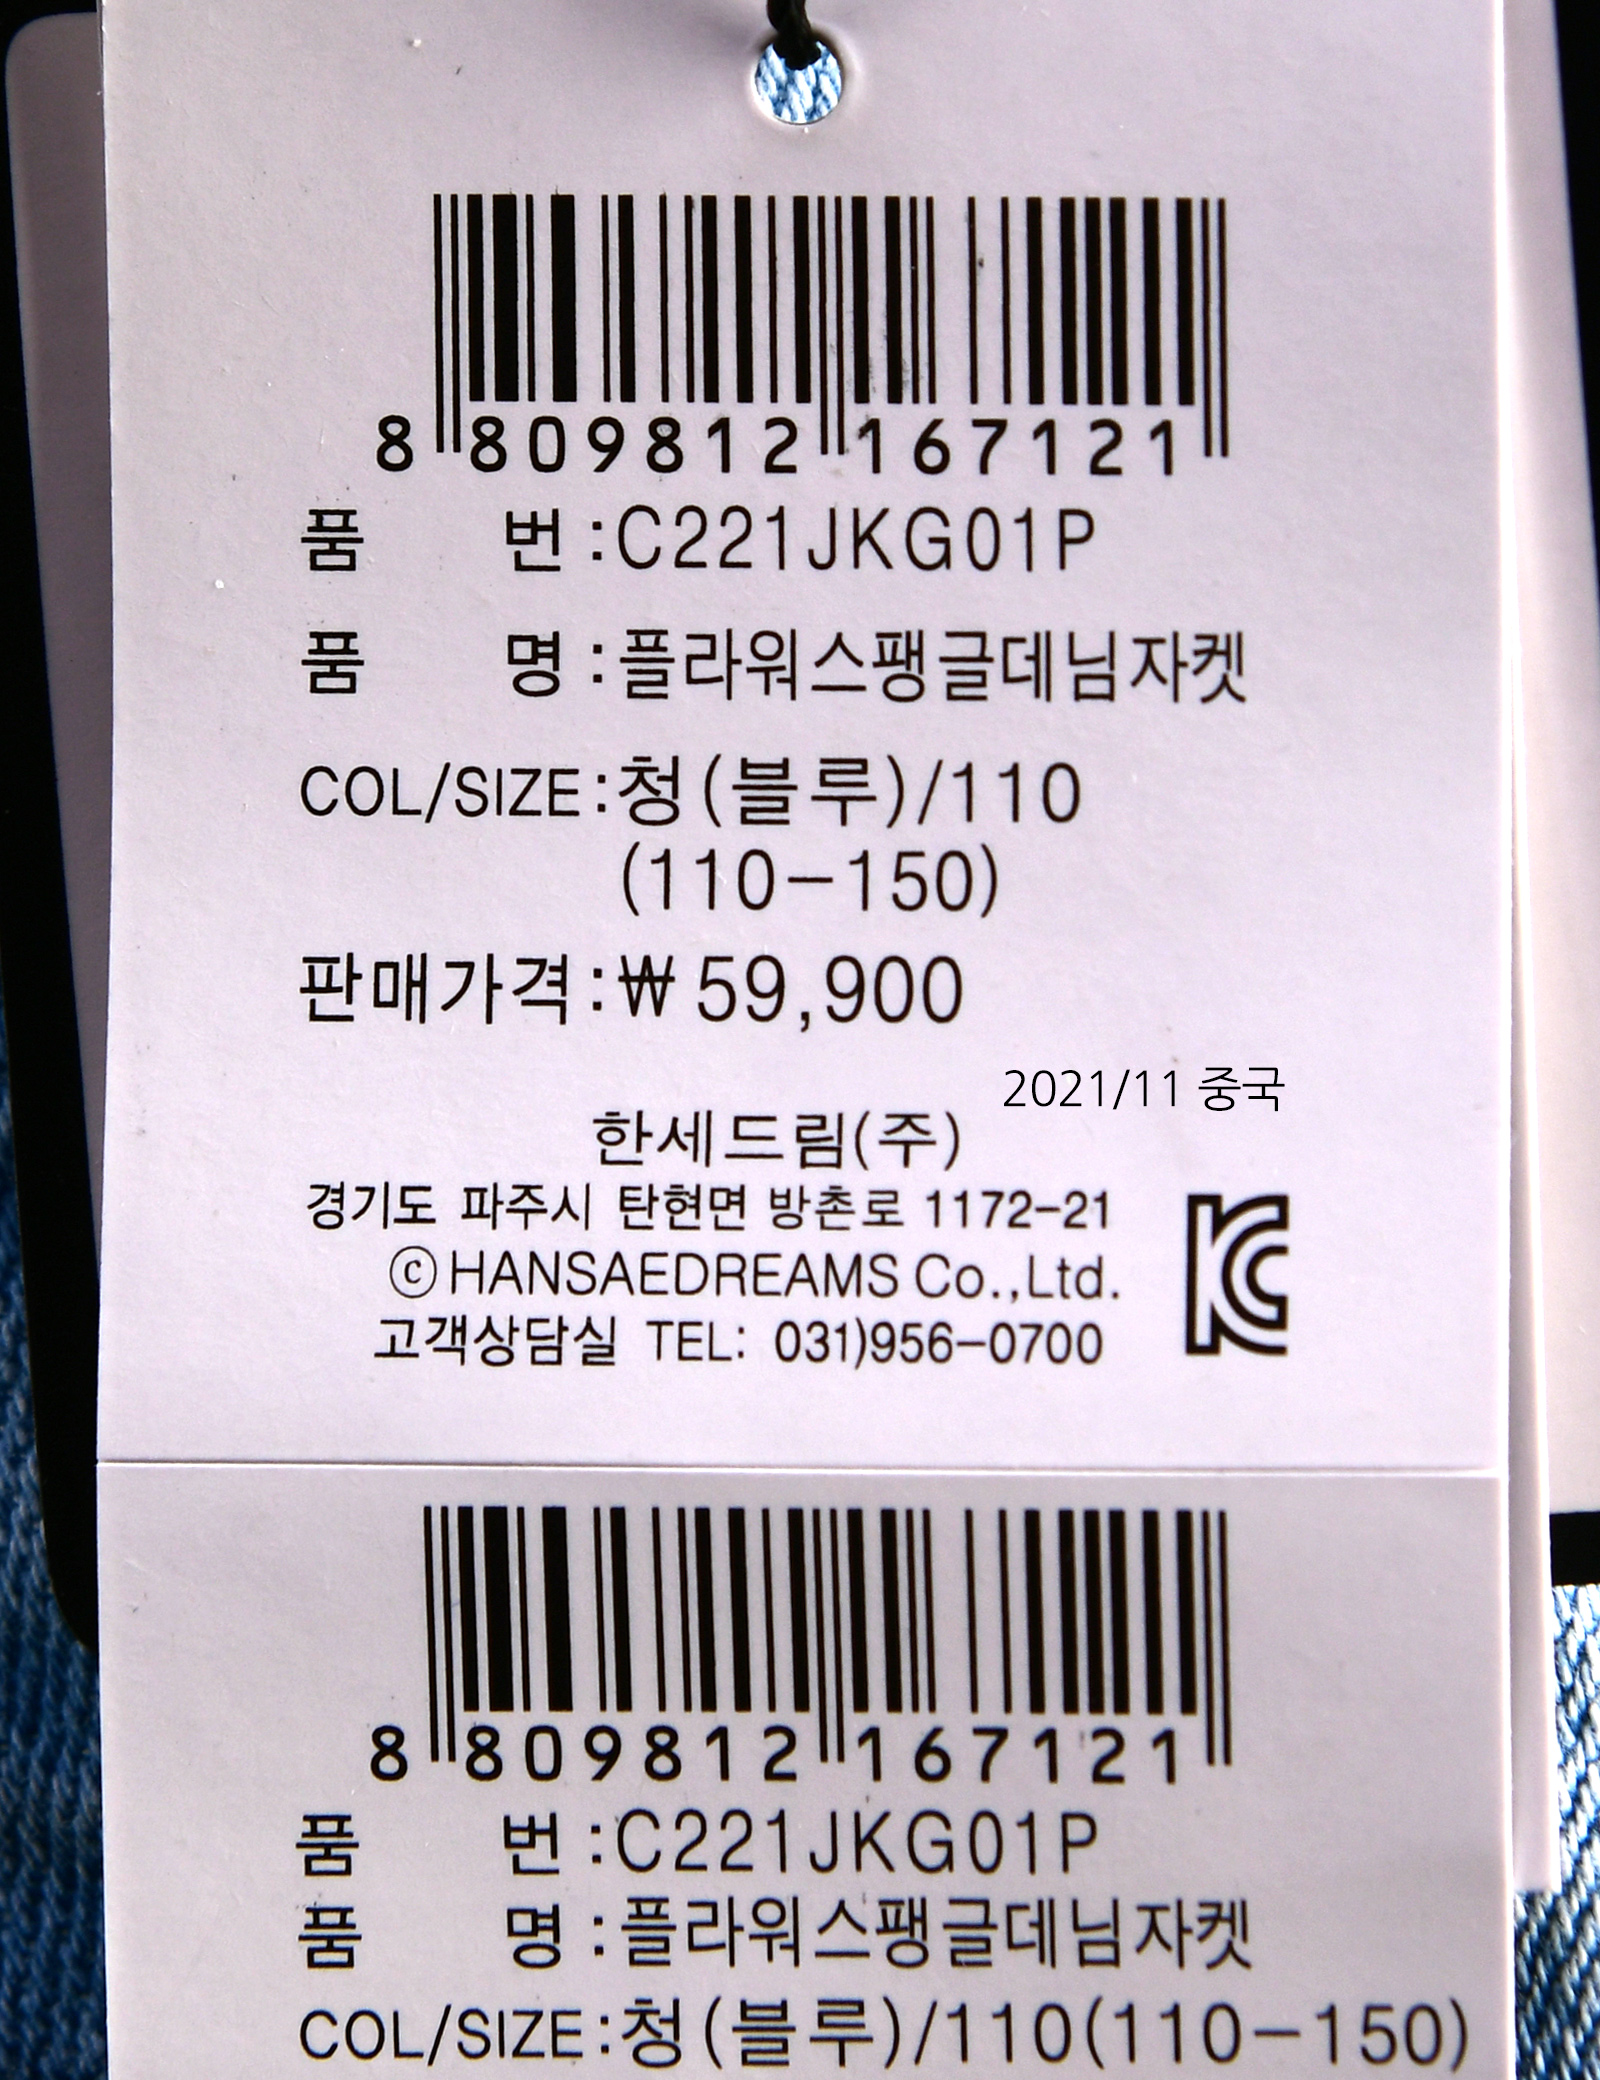 8 809812 167121
품 번 :C221JKG01P
품 명 :플라워스팽글데님자켓
COL/SIZE:청(블루)/110
(110-150)
판매가격:₩59,900
2021/11 중국
한세드림(주)
경기도 파주시 탄현면 방촌로 1172-21
ⓒHANSAEDREAMS Co.,Ltd.
고객상담실 TEL: 031)956-0700
KC
8 809812 167121
품 번 :C221JKG01P
품 명 :플라워스팽글데님자켓
COL/SIZE:청(블루)/110(110-150)